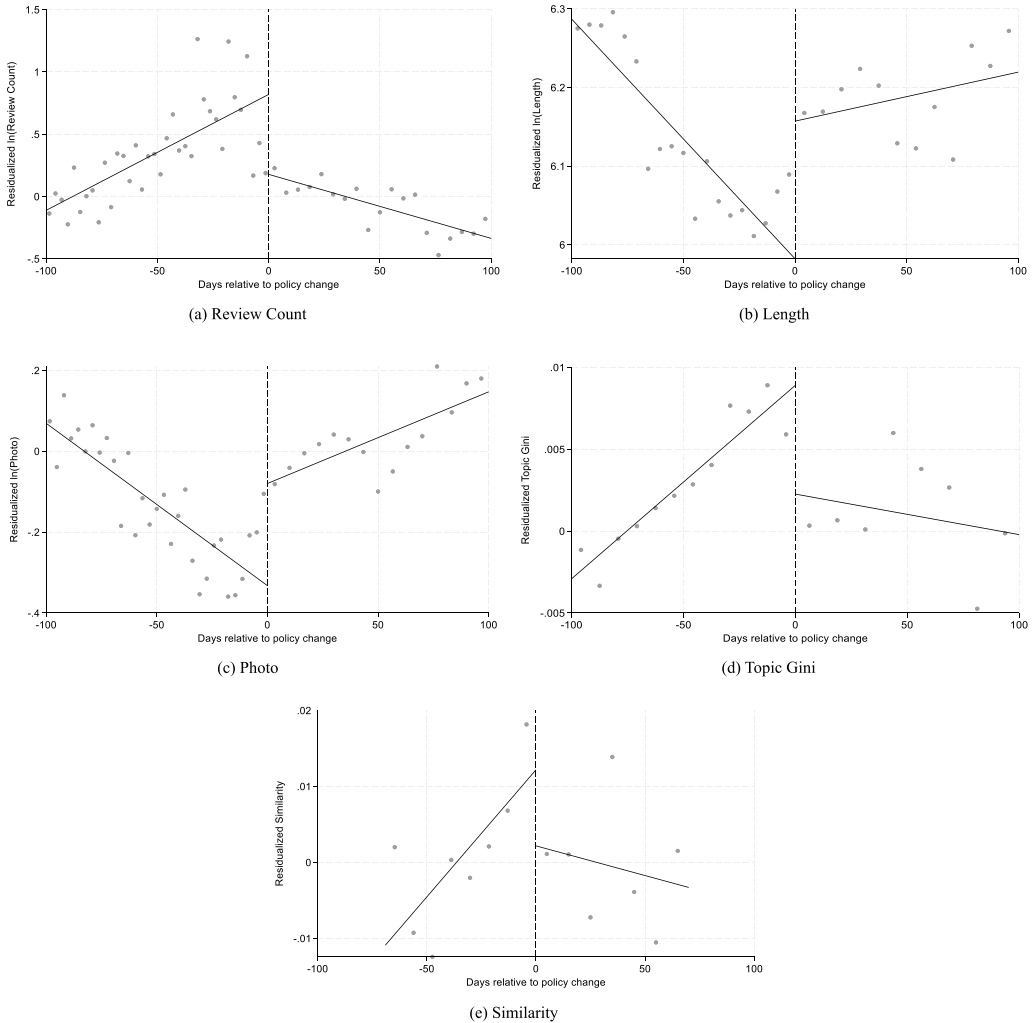 1.5
1
.5
0
-.5
Residualized ln(Review Count)
-100 -50 0 50 100
Days relative to policy change
(a) Review Count
6.3
6.2
6.1
6
Residualized ln(Length)
-100 -50 0 50 100
Days relative to policy change
(b) Length
.2
0
-.2
-.4
Residualized ln(Photo)
-100 -50 0 50 100
Days relative to policy change
(c) Photo
.01
.005
0
-.005
Residualized Topic Gini
-100 -50 0 50 100
Days relative to policy change
(d) Topic Gini
.02
.01
0
-.01
Residualized Similarity
-100 -50 0 50 100
Days relative to policy change
(e) Similarity